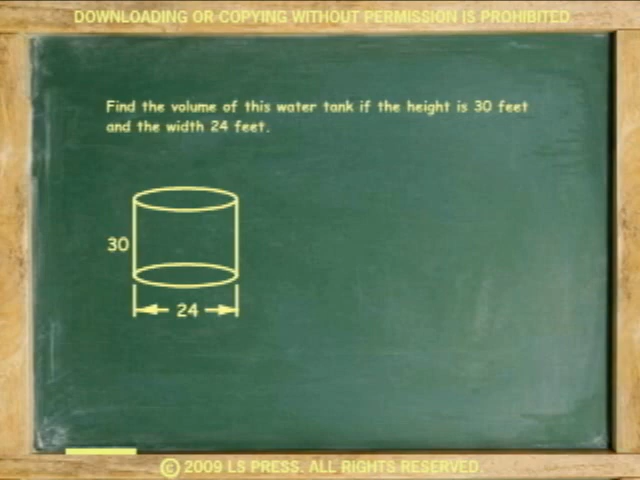 DOWNLOADING OR COPYING WITHOUT PERMISSION IS PROHIBITED
Find the volume of this water tank if the height is 30 feet
and the width 24 feet.
30
24
© 2009 LS PRESS. ALL RIGHTS RESERVED.